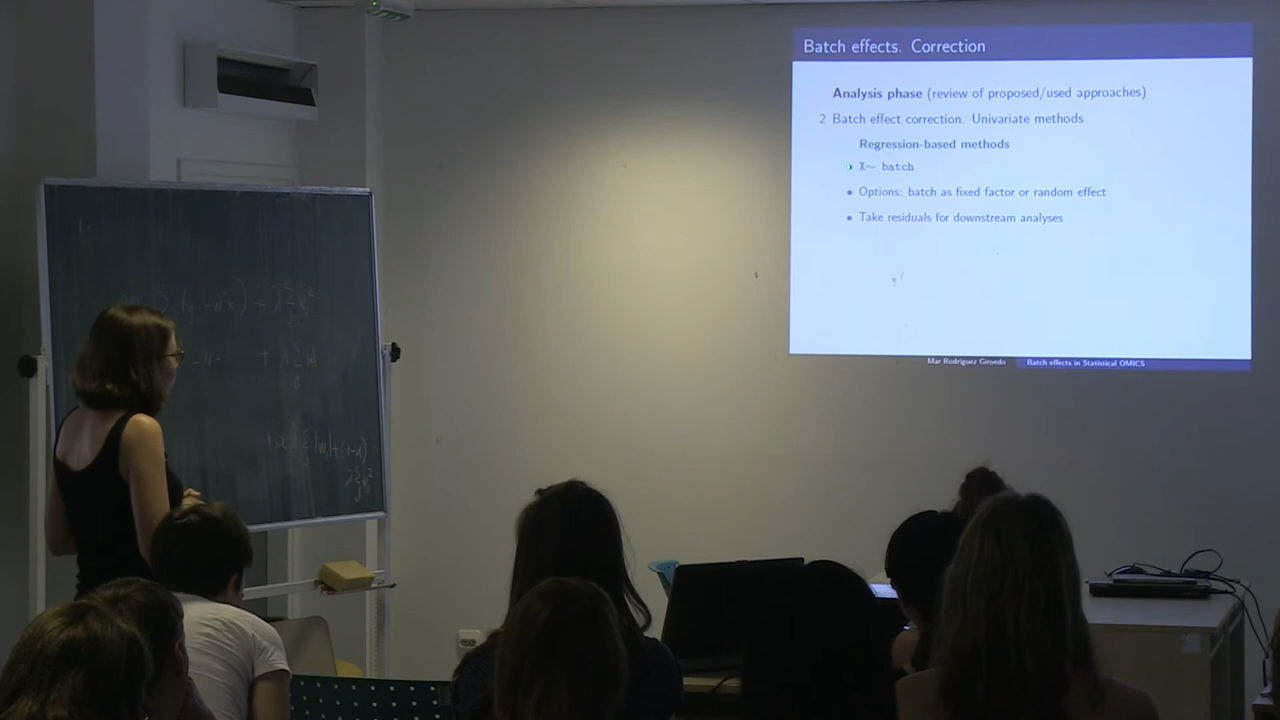 Batch effects. Correction
Analysis phase (review of proposed/used approaches)
2 Batch effect correction. Univariate methods
Regression-based methods
X~ batch
• Options: batch as fixed factor or random effect
• Take residuals for downstream analyses
Mar Rodriguez Girondo Batch effects in Statistical OMICS